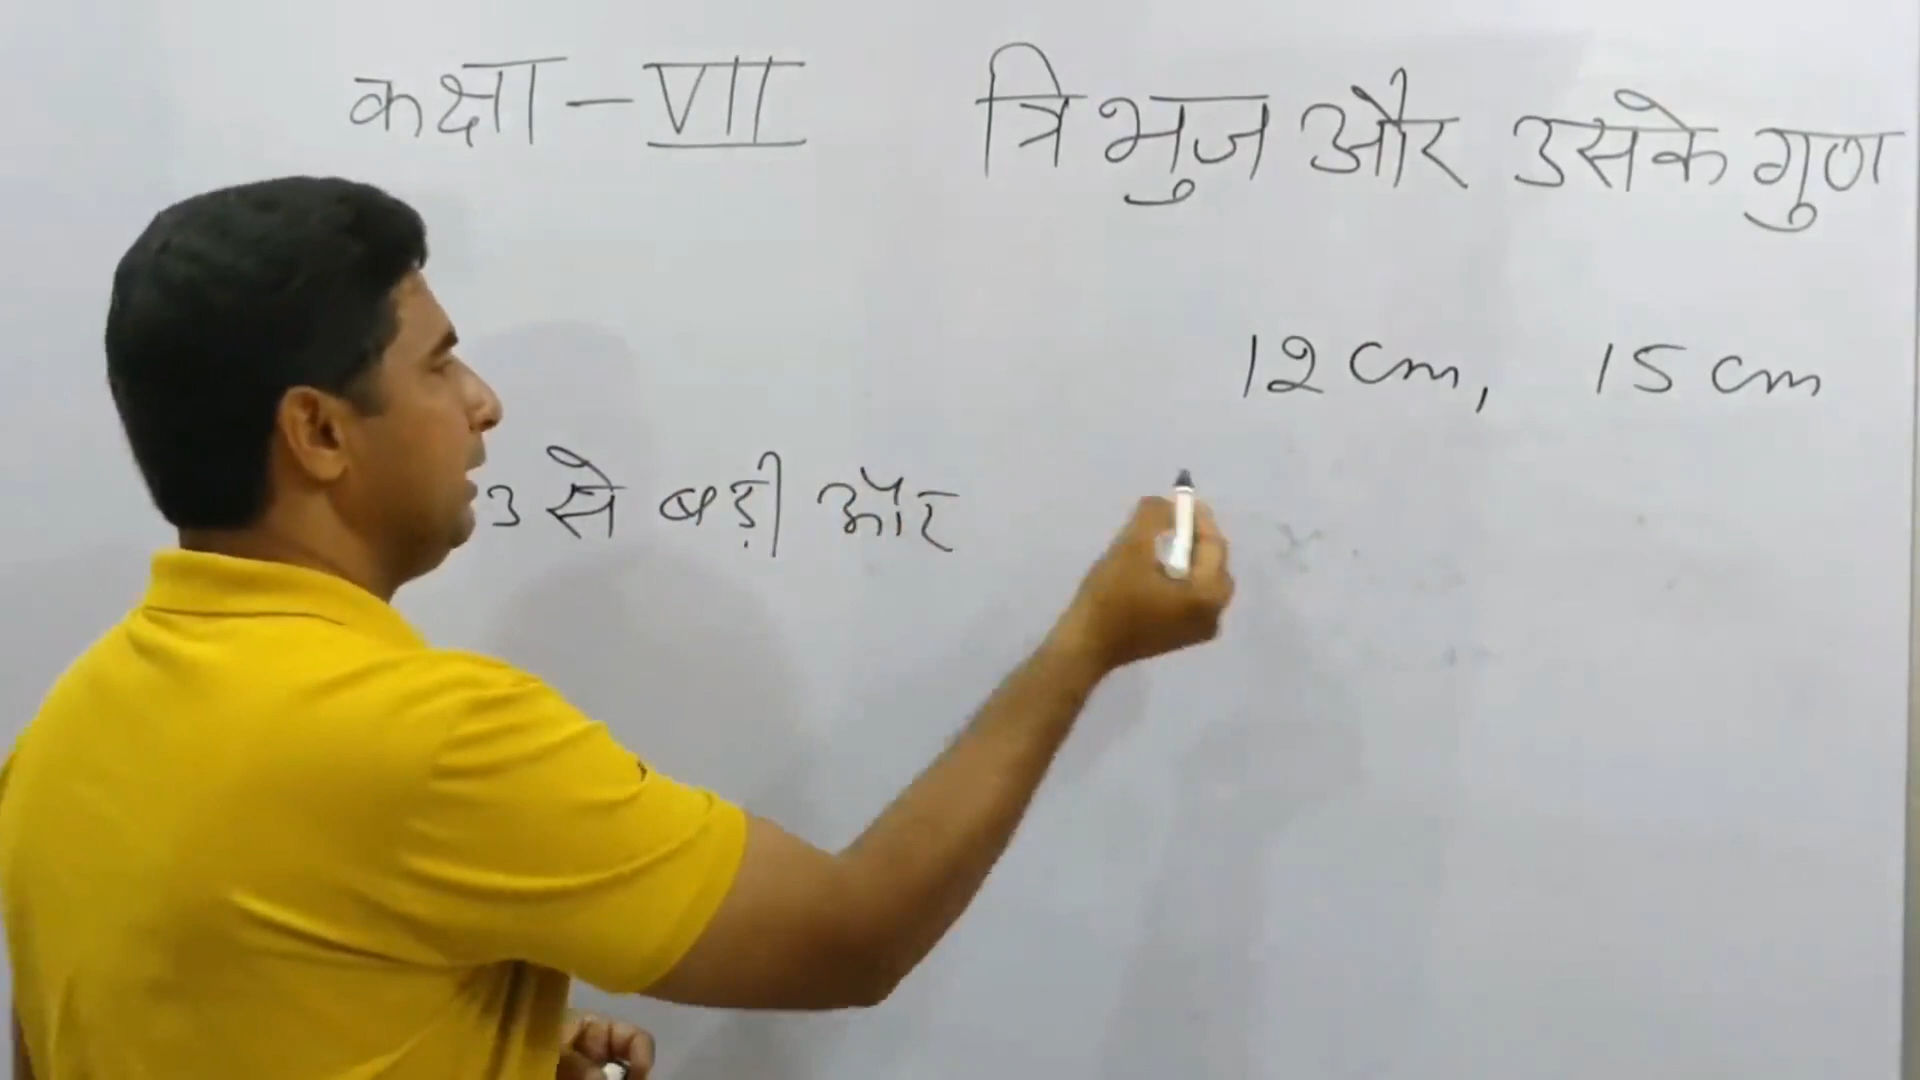 कक्षा - VII त्रिभुज और उसके गुण
12 cm, 15 cm
3 से बड़ी और